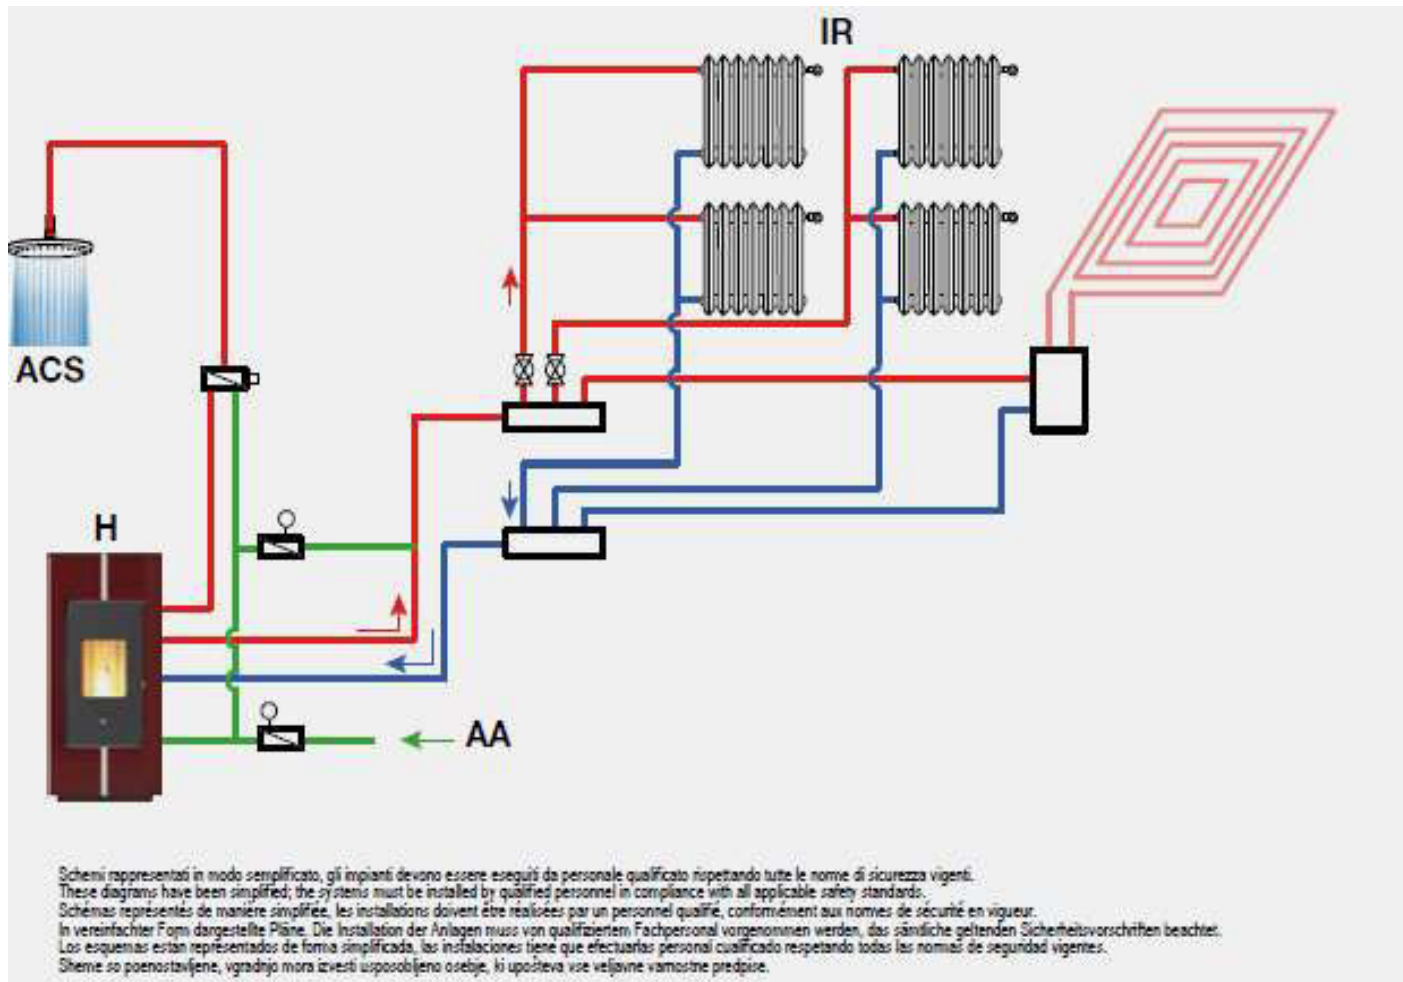 IR
ACS
H
AA
Schemi rappresentati in modo semplificato, gli impianti devono essere eseguiti da personale qualificato rispettando tutte le norme di sicurezza vigenti.
These diagrams have been simplified; the systems must be installed by qualified personnel in compliance with all applicable safety standards.
Schémas représentés de manière simplifiée, les installations doivent être réalisées par un personnel qualifié, conformément aux normes de sécurité en vigueur.
In vereinfachter Form dargestellte Pläne. Die Installation der Anlagen muss von qualifiziertem Fachpersonal vorgenommen werden, das sämtliche geltenden Sicherheitsvorschriften beachtet.
Los esquemas están representados de forma simplificada, las instalaciones tiene que efectuarlas personal cualificado respetando todas las normas de seguridad vigentes.
Sheme so poenostavljene, vgradnjo mora izvesti usposobljeno osebje, ki upošteva vse veljavne varnostne predpise.